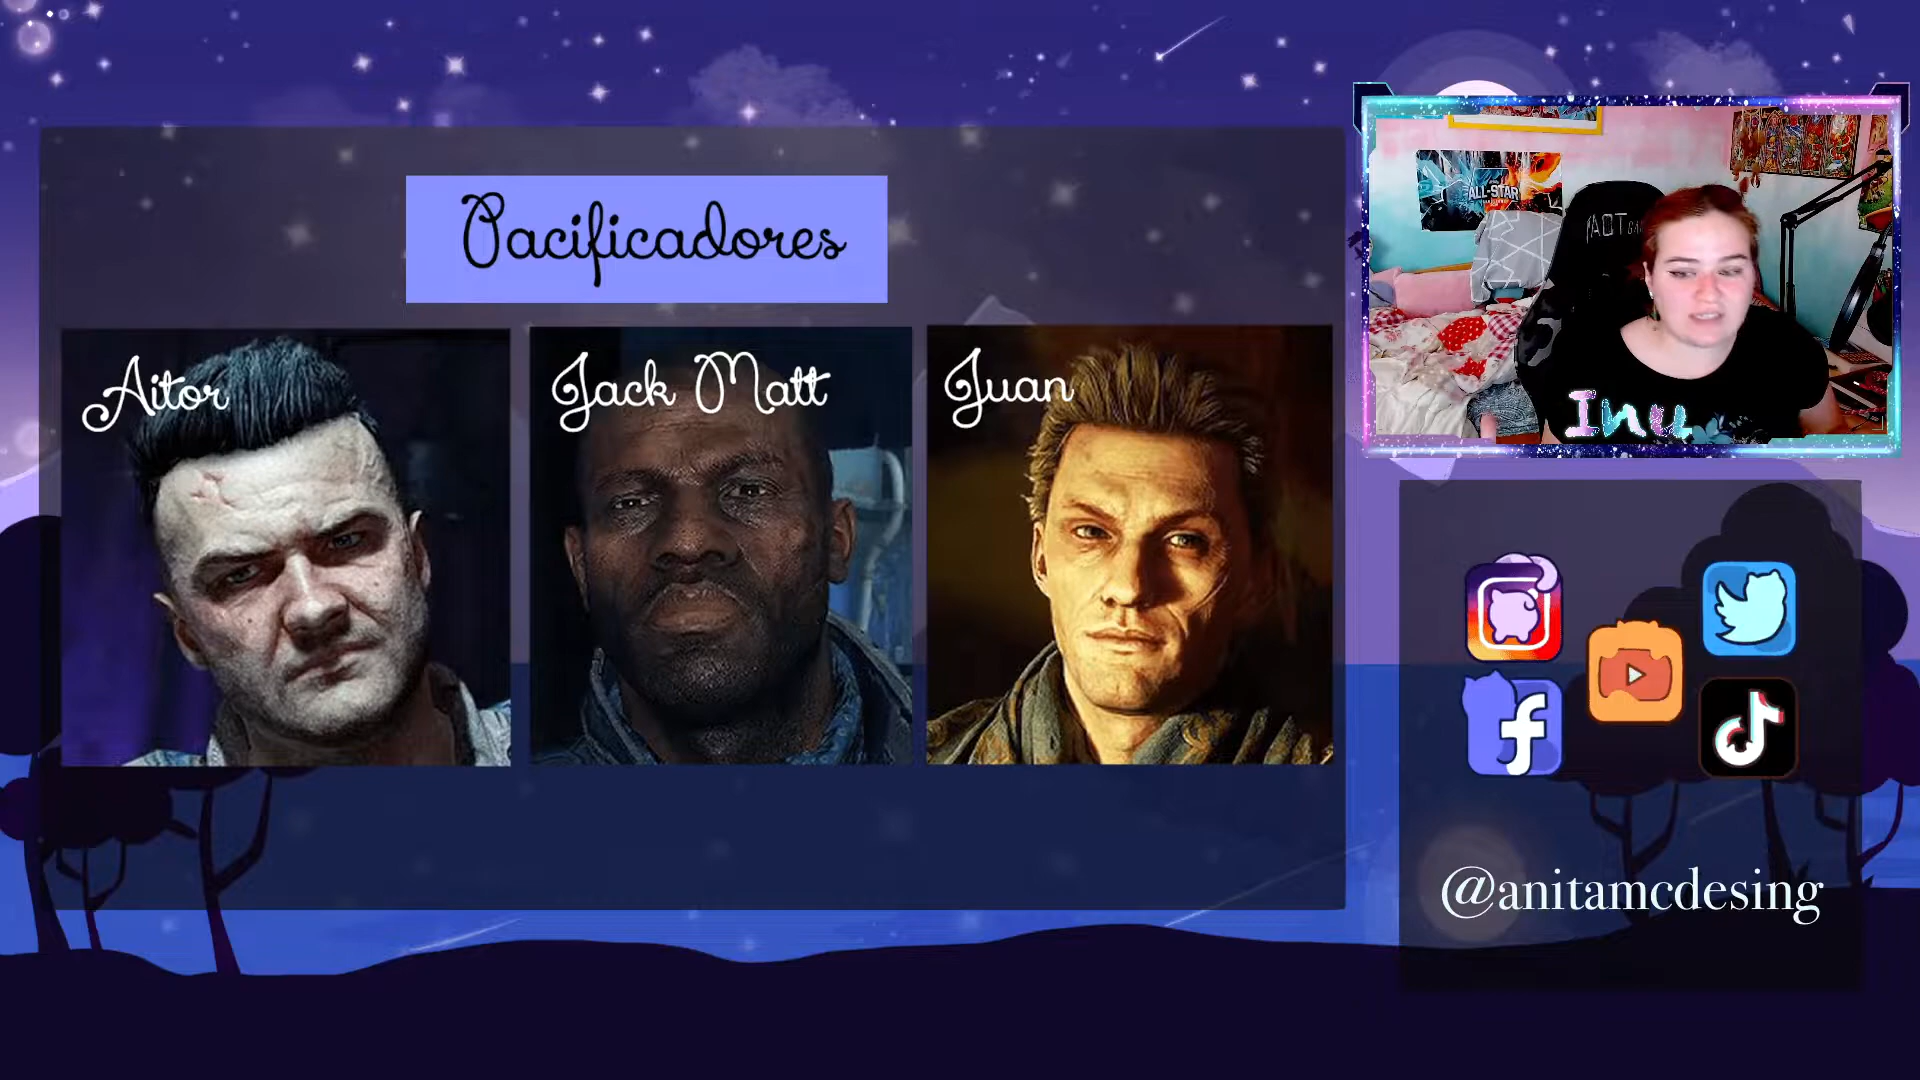 Pacificadores
Aitor
Jack Matt
Juan
ALL-STAR
Inu
@anitamcdesing